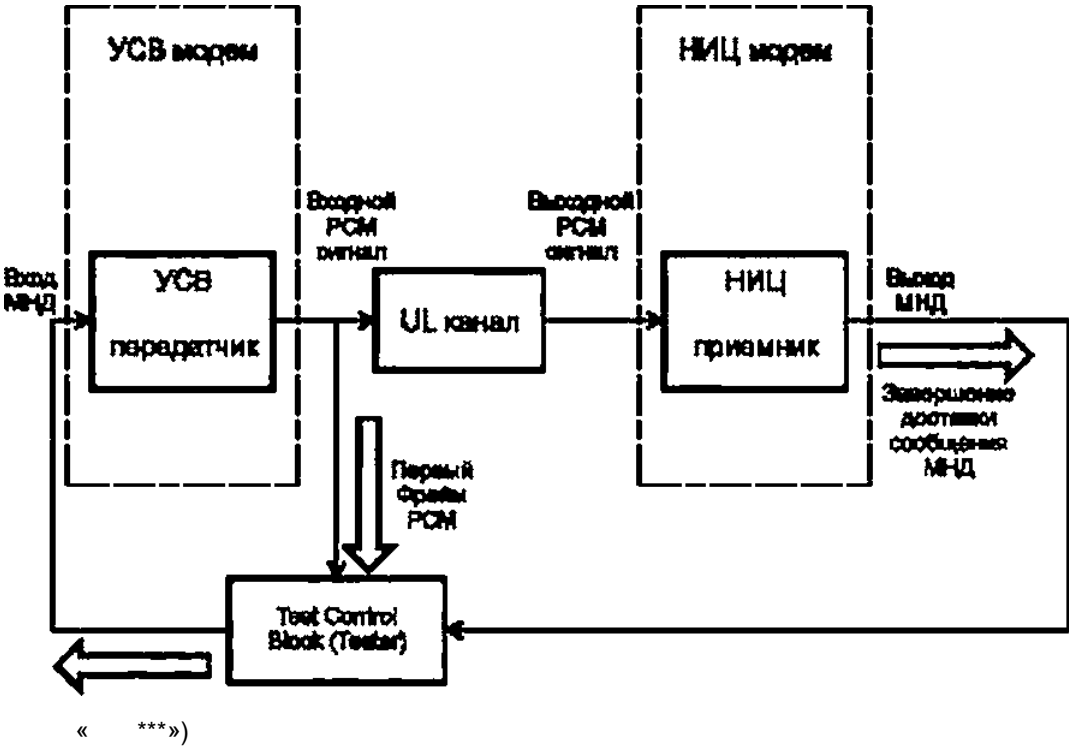 УСВ модем
НИЦ модем
Входной
PCM
сигнал
Выходной
PCM
сигнал
Вход
МНД
УСВ
передатчик
UL канал
НИЦ
приемник
Выход
МНД
Завершение
доставки
сообщения
МНД
Первый
Фрейм
PCM
Test Control
Block (Tester)
« ***»)